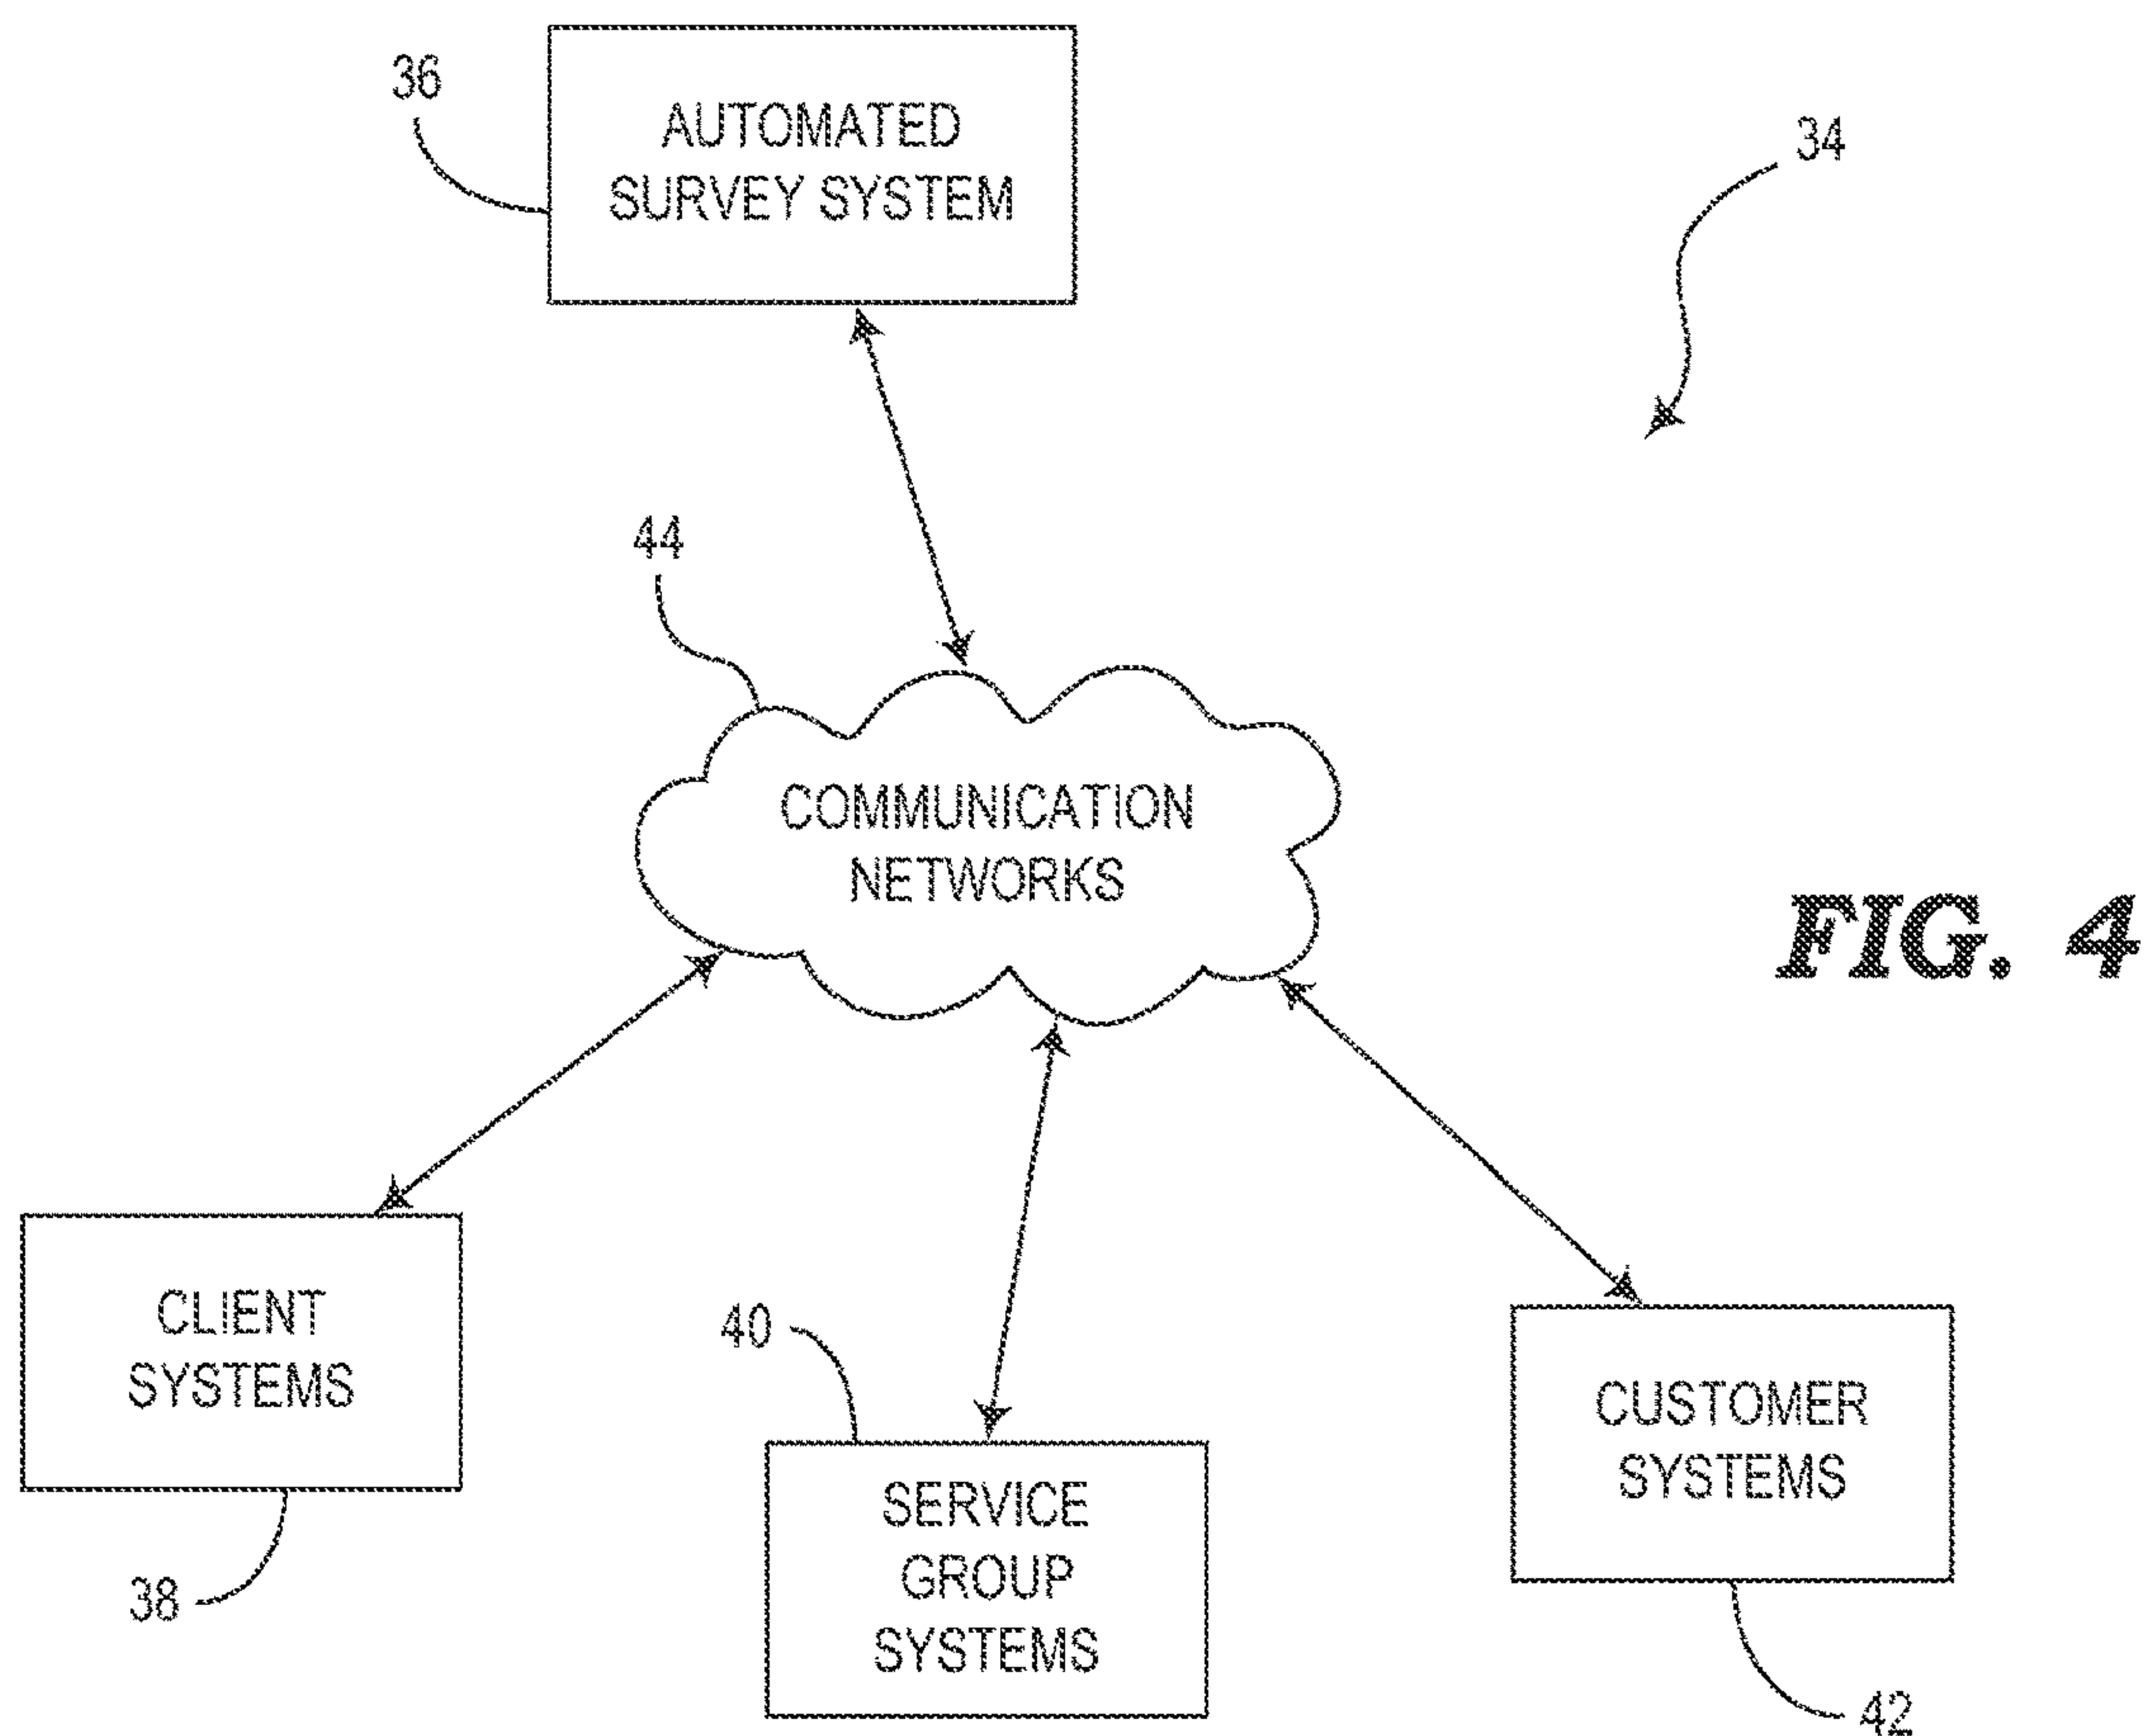 36
AUTOMATED
SURVEY SYSTEM
34
44
COMMUNICATION
NETWORKS
FIG. 4
CLIENT
SYSTEMS
38
40
SERVICE
GROUP
SYSTEMS
CUSTOMER
SYSTEMS
42